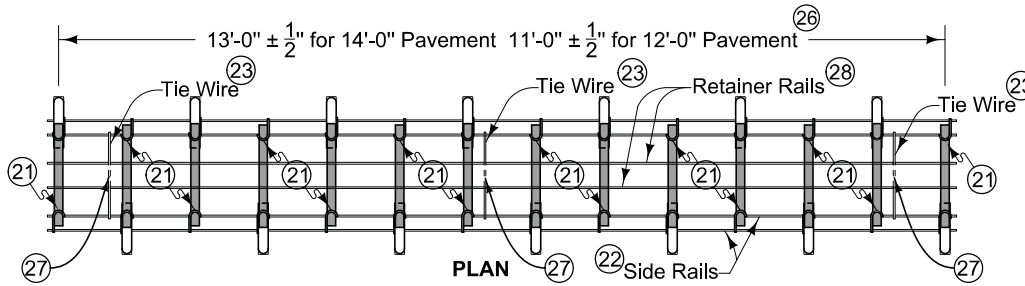 13'-0" ± 1/2" for 14'-0" Pavement 11'-0" ± 1/2" for 12'-0" Pavement 26
Tie Wire 23
Tie Wire 23
Retainer Rails 28
Tie Wire 23
21 21 21 21 21 21 21 21
27 PLAN 27 22 Side Rails 27